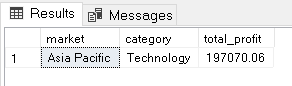 Results Messages
market category total_profit
1 Asia Pacific Technology 197070.06